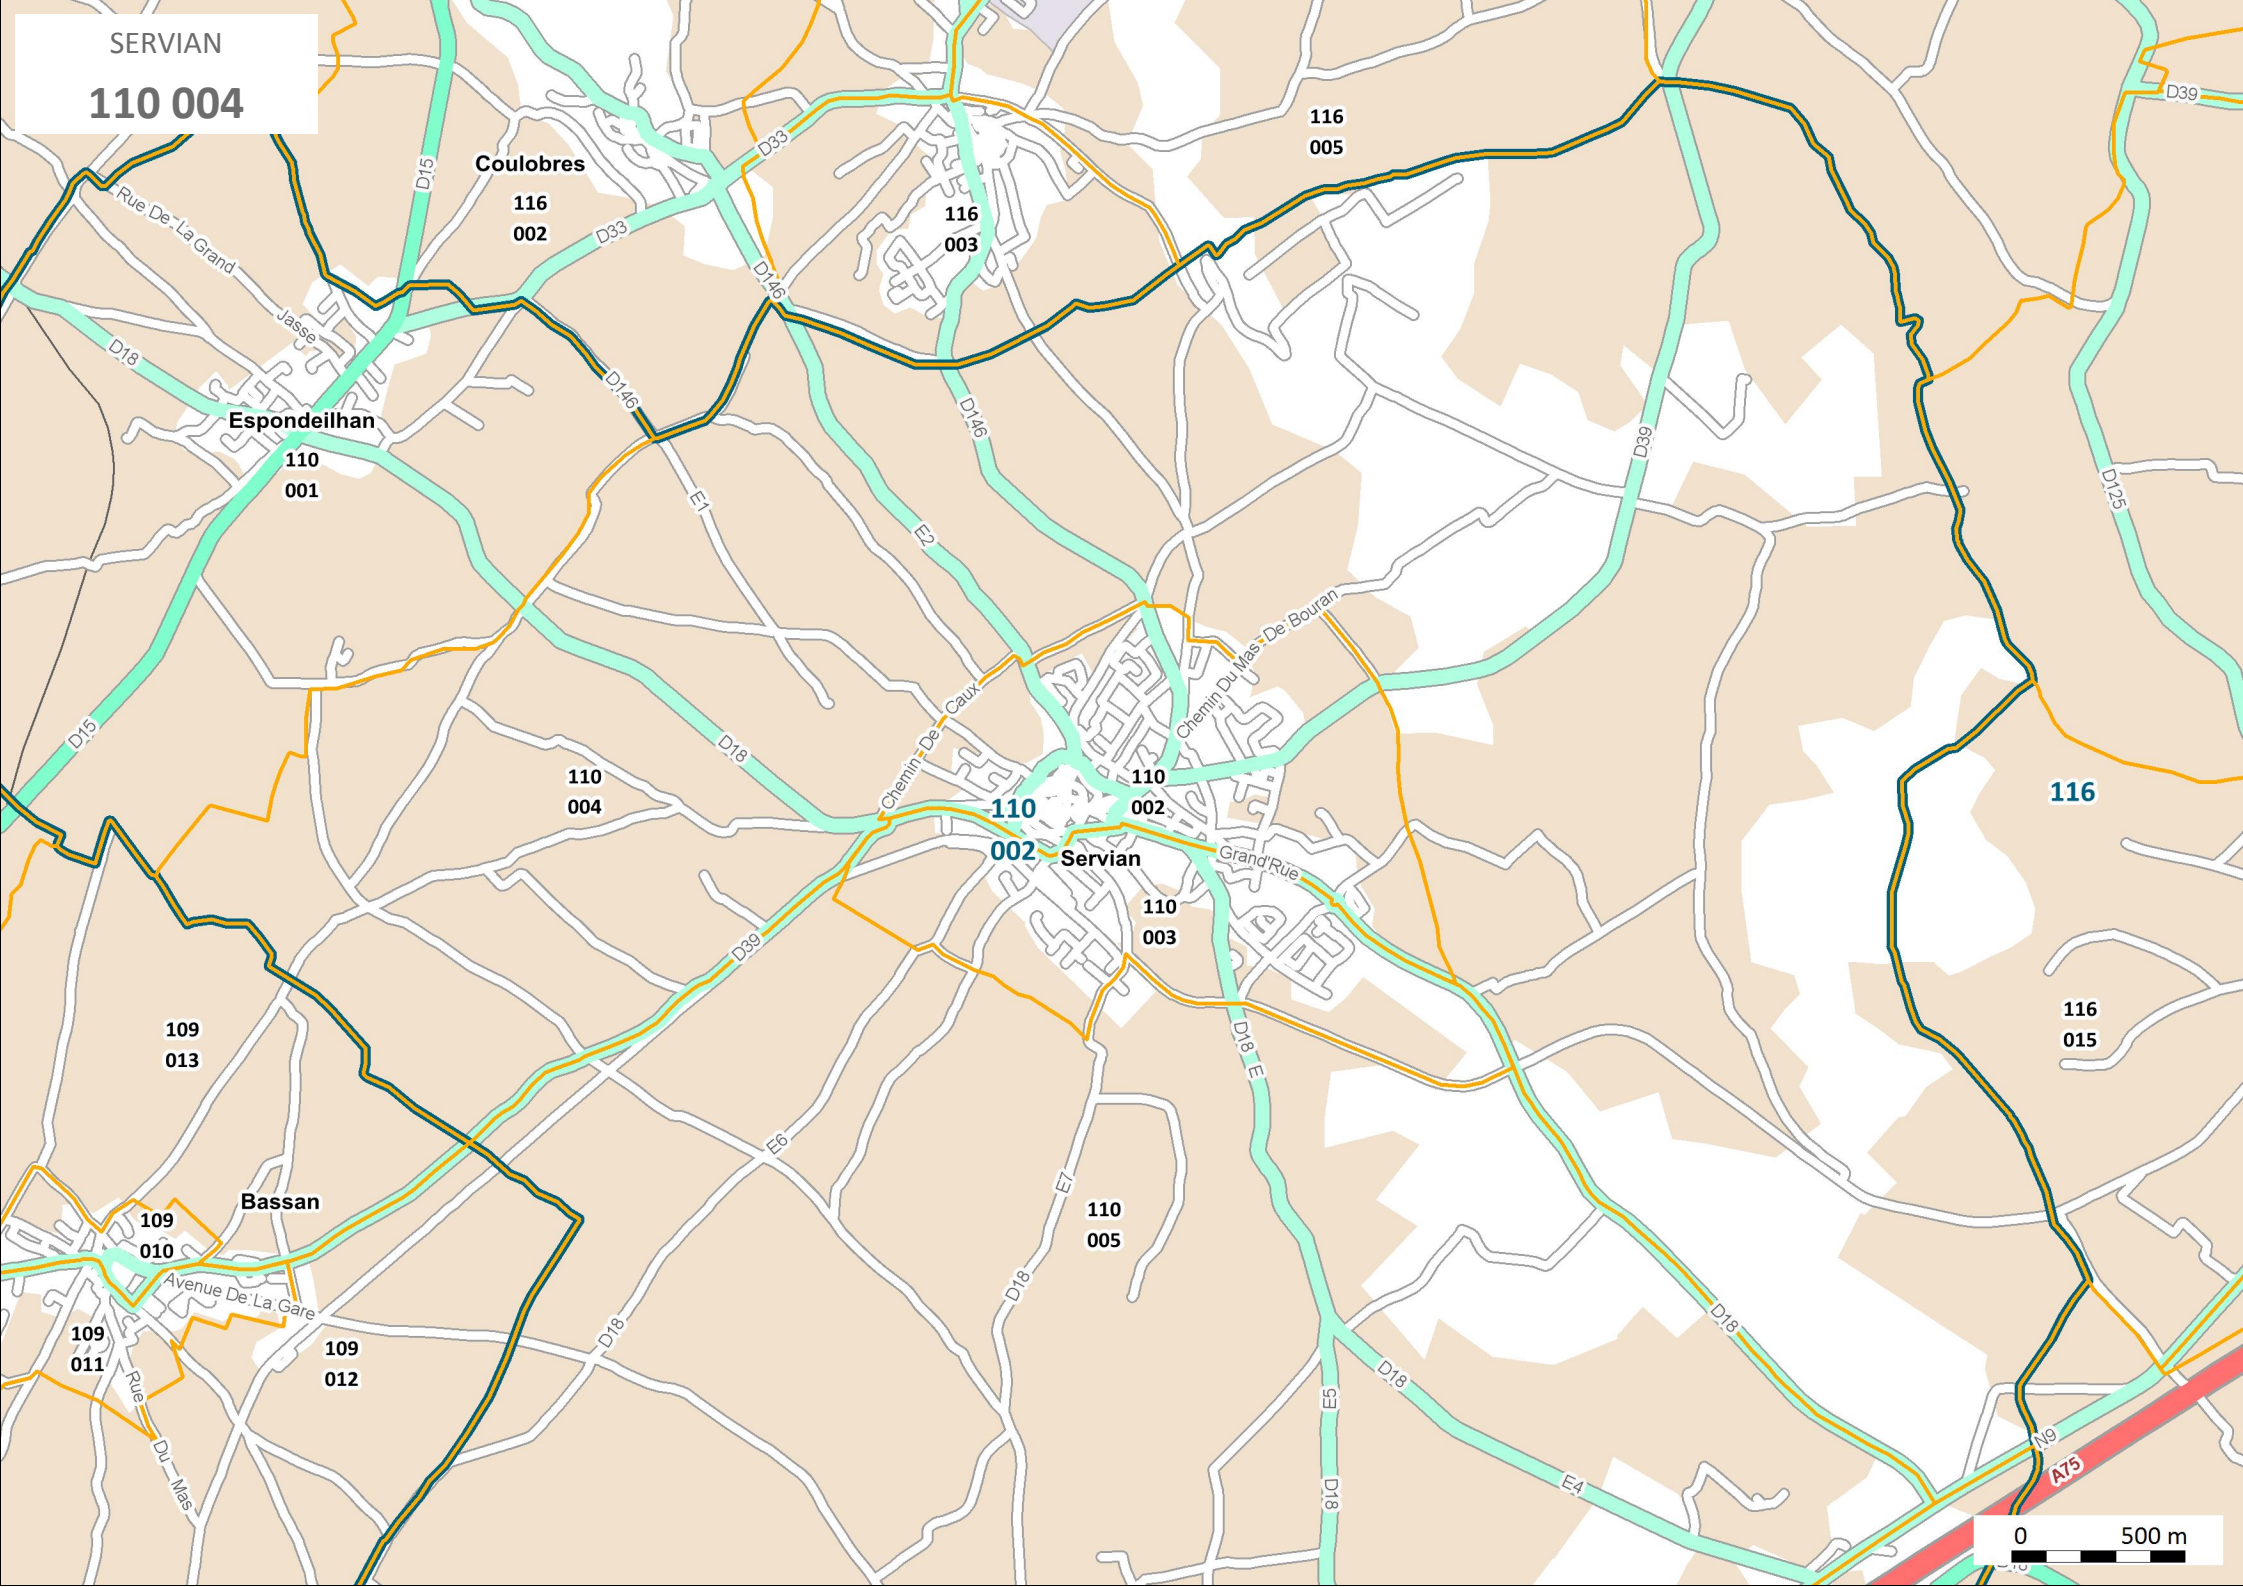 SERVIAN
110 004
D39
116
005
D33
D15
Coulobres
Rue De La Grand
116
002
D33
116
003
D146
Jasse
D18
D146
Espondeilhan
D146
D39
110
001
E1
D125
E2
Chemin Du Mas De Bouran
Chemin De Caux
D15
D18
110
004
110
002
110
002
116
Servian
Grand'Rue
110
003
D39
109
013
116
015
D18 E
E6
E7
Bassan
109
010
110
005
Avenue De La Gare
D18
D18
D18
109
011
109
012
Rue Du Mas
D18
E5
N9
A75
D18
E4
0 500 m